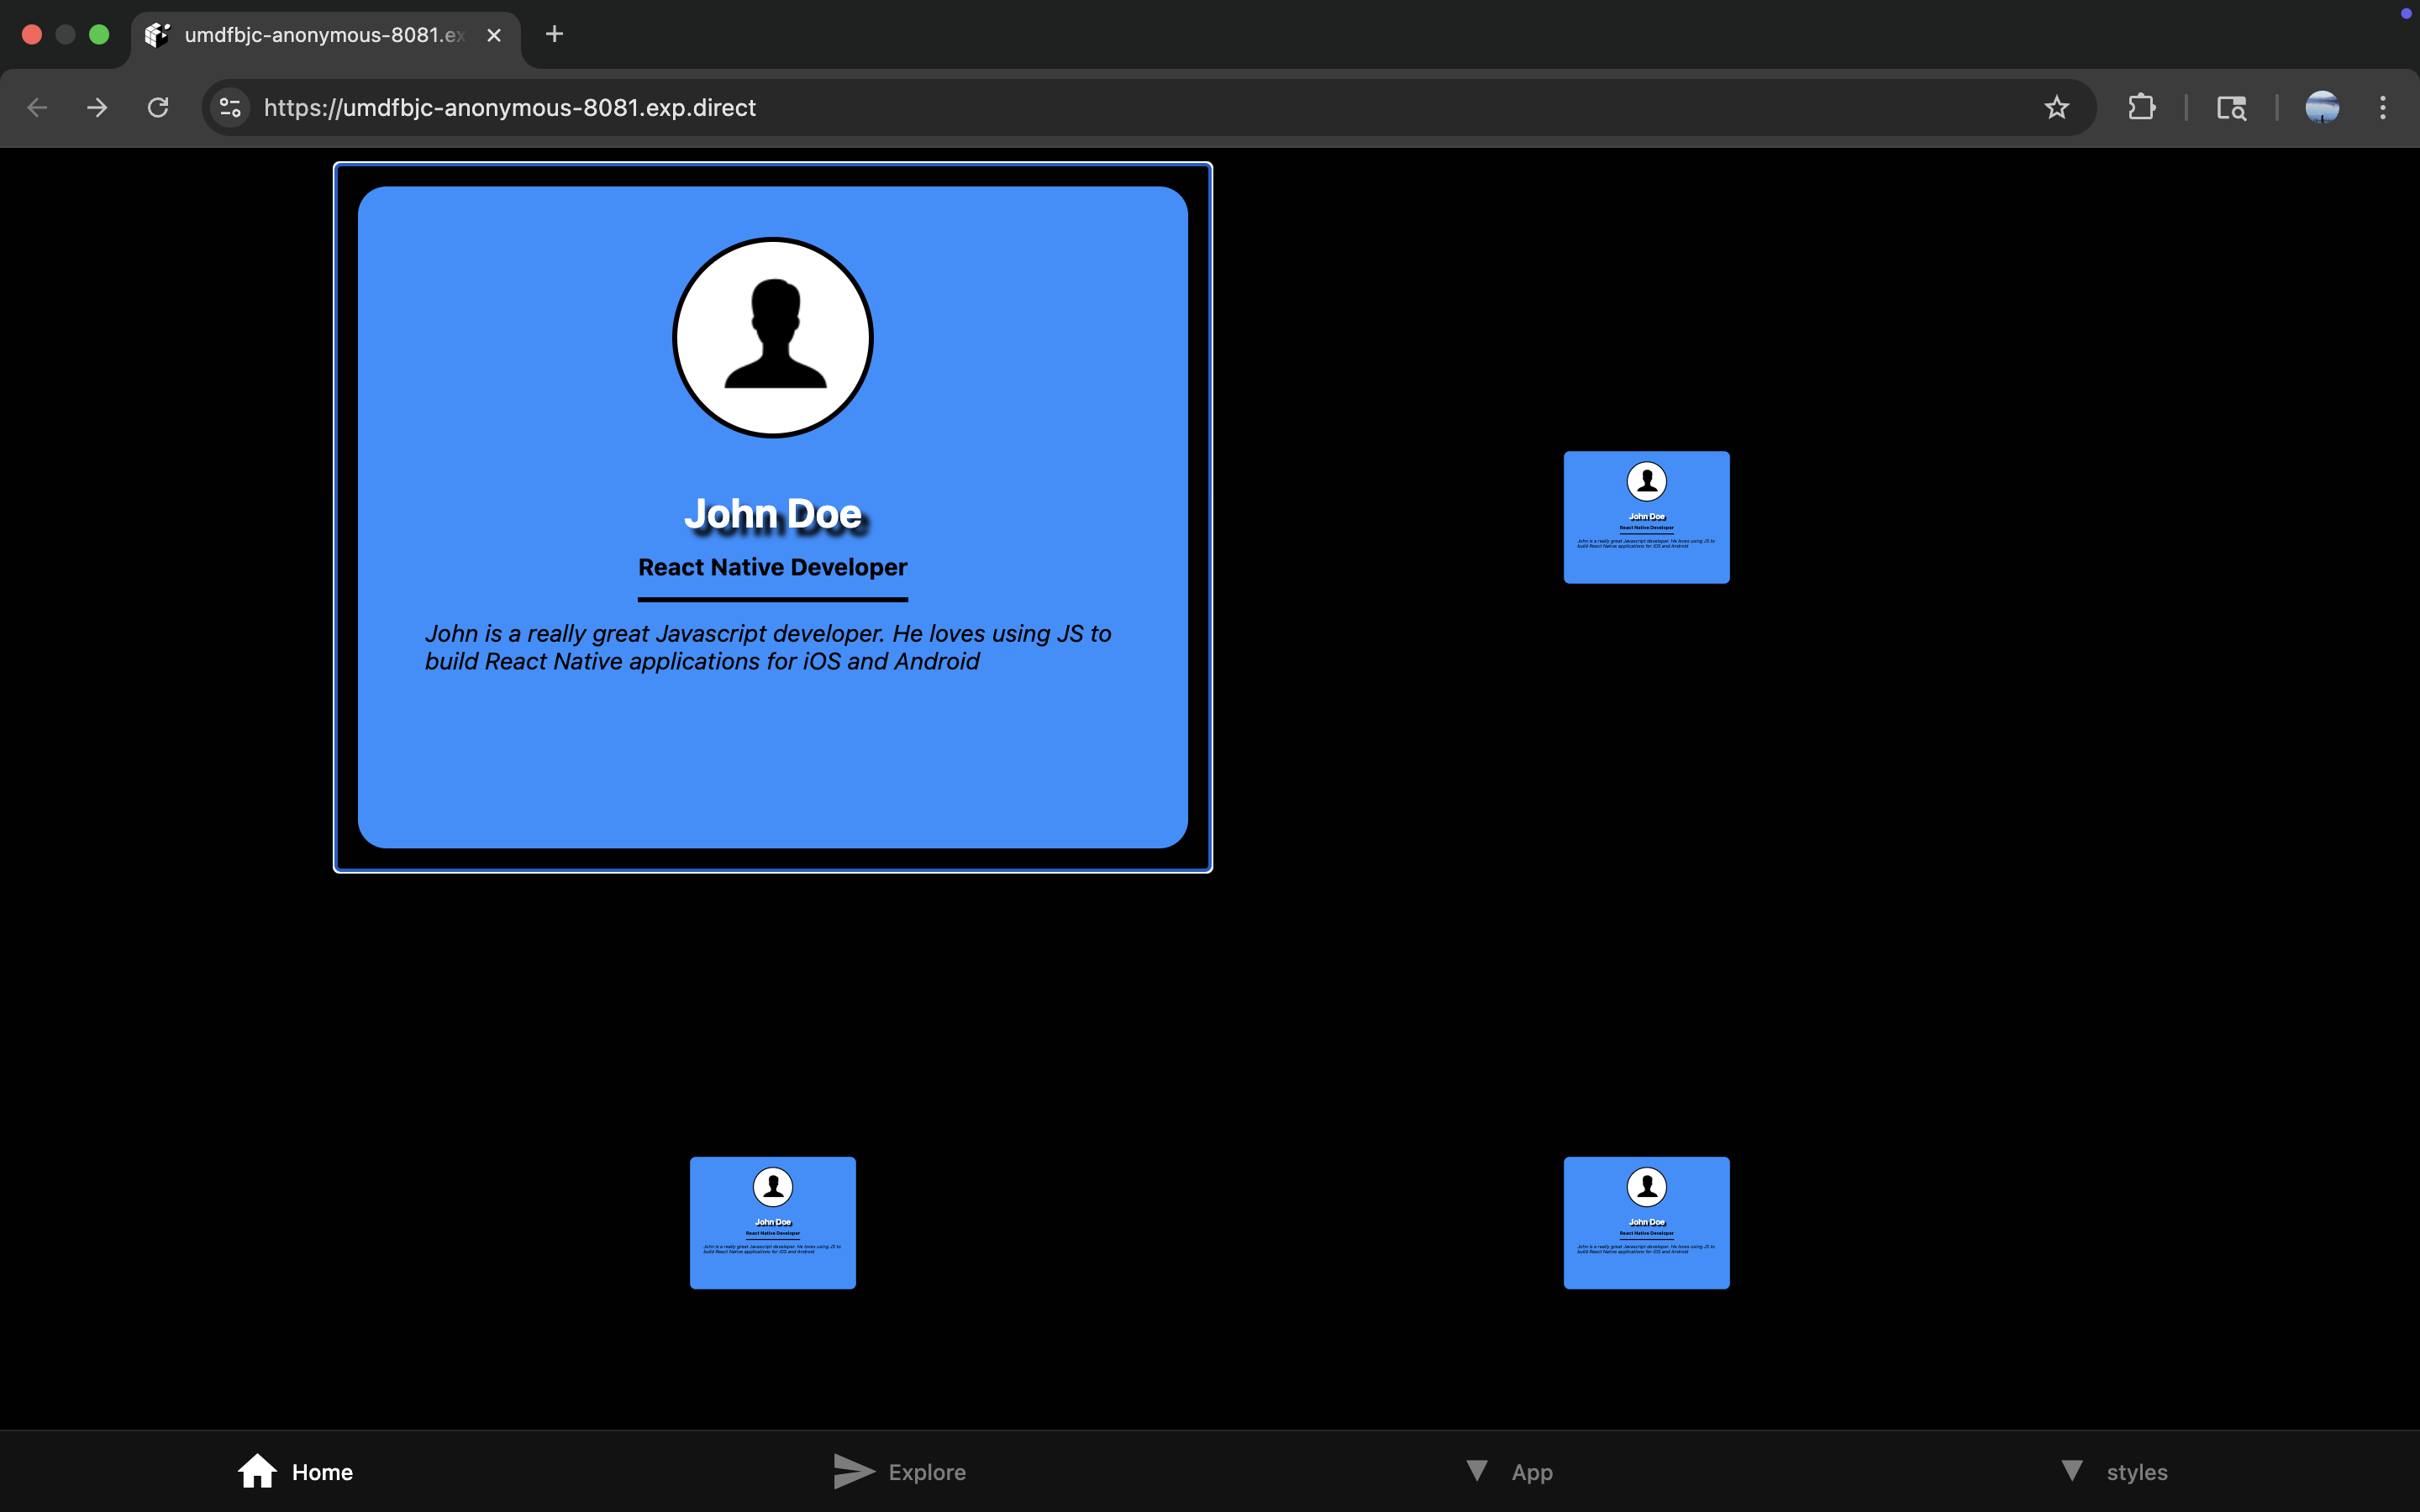 umdfbjc-anonymous-8081.ex
https://umdfbjc-anonymous-8081.exp.direct
John Doe
React Native Developer
John is a really great Javascript developer. He loves using JS to
build React Native applications for iOS and Android
John Doe
React Native Developer
John is a really great Javascript developer. He loves using JS to
build React Native applications for iOS and Android
John Doe
React Native Developer
John is a really great Javascript developer. He loves using JS to
build React Native applications for iOS and Android
John Doe
React Native Developer
John is a really great Javascript developer. He loves using JS to
build React Native applications for iOS and Android
Home
Explore
App
styles